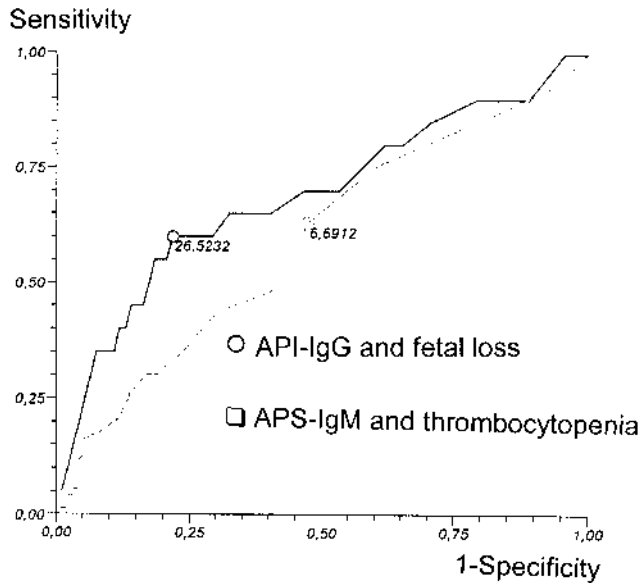 Sensitivity
1,00
0,75
26,5232
6,6912
0,50
API-IgG and fetal loss
0,25
APS-IgM and thrombocytopenia
0,00
0,00 0,25 0,50 0,75 1,00
1-Specificity